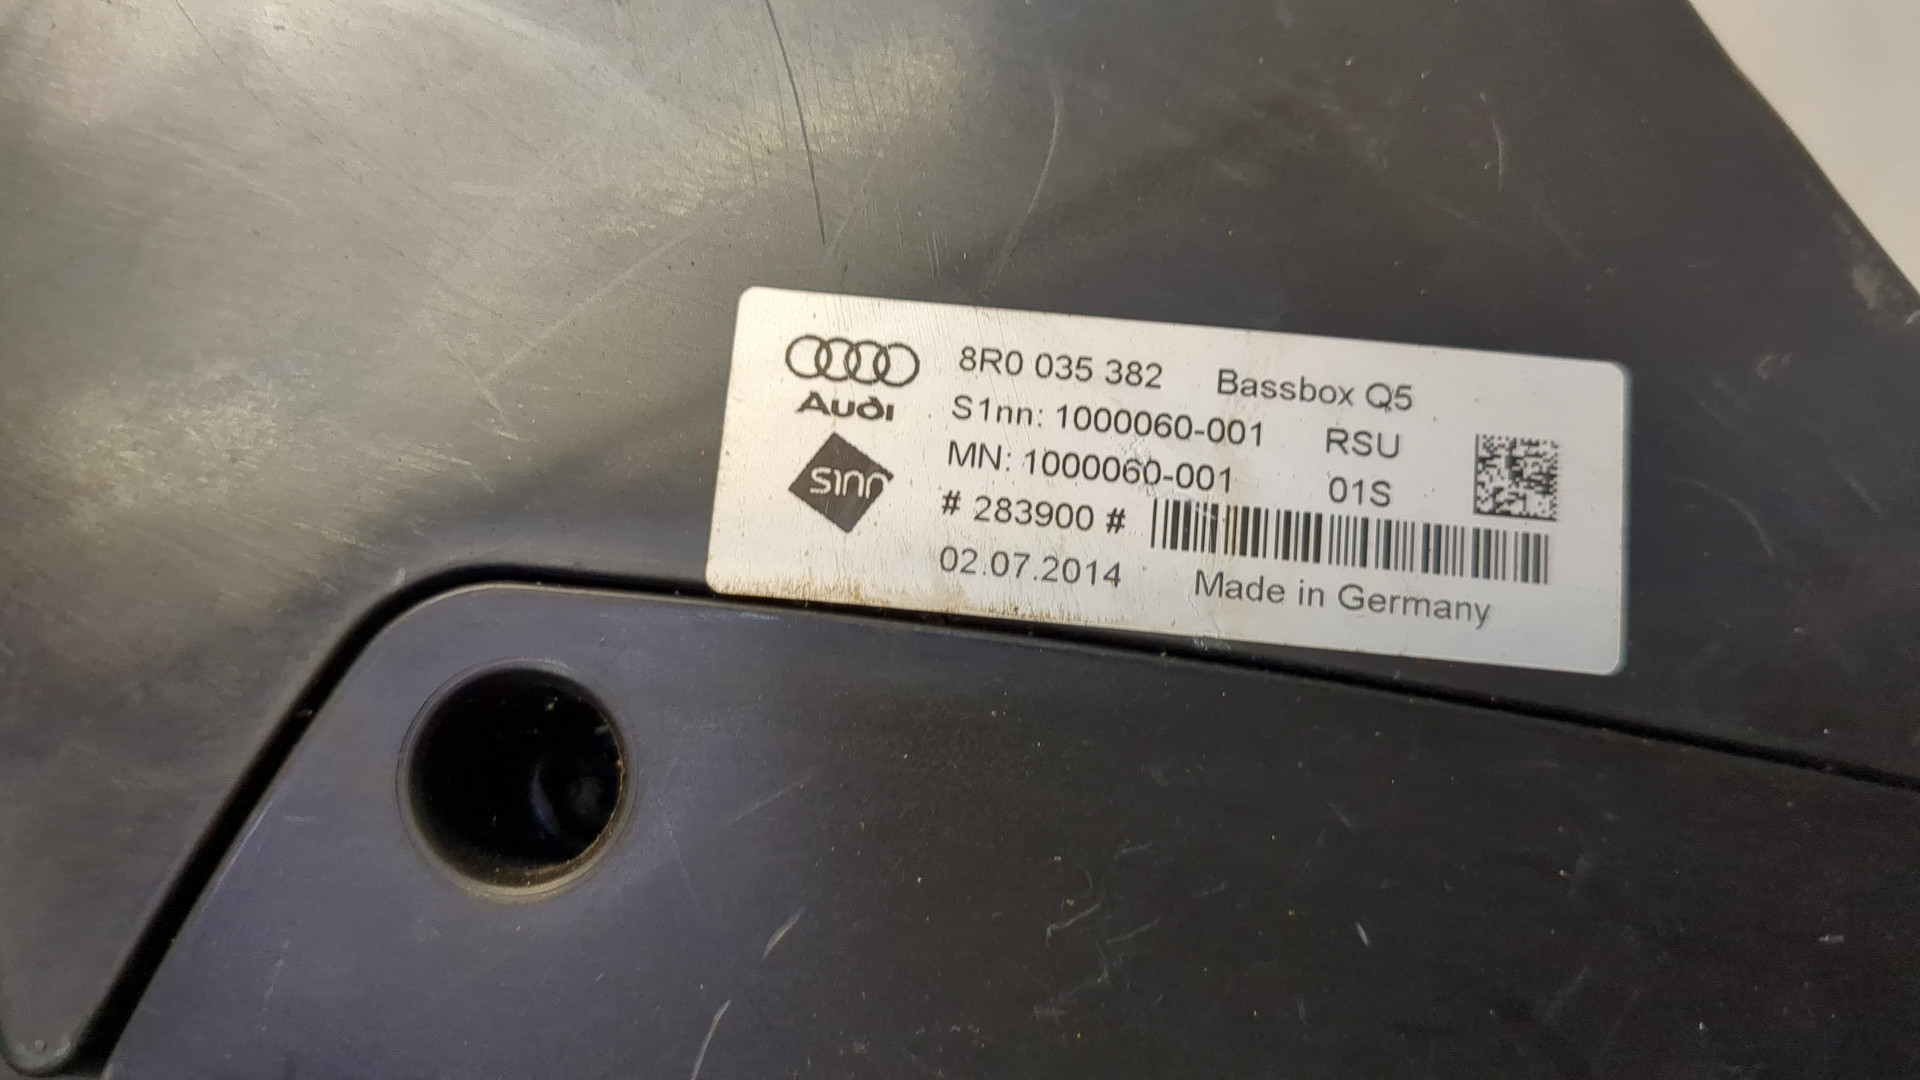 8R0 035 382 Bassbox Q5
Audi
S1nn: 1000060-001 RSU
MN: 1000060-001 01S
s1nn
# 283900 #
02.07.2014 Made in Germany